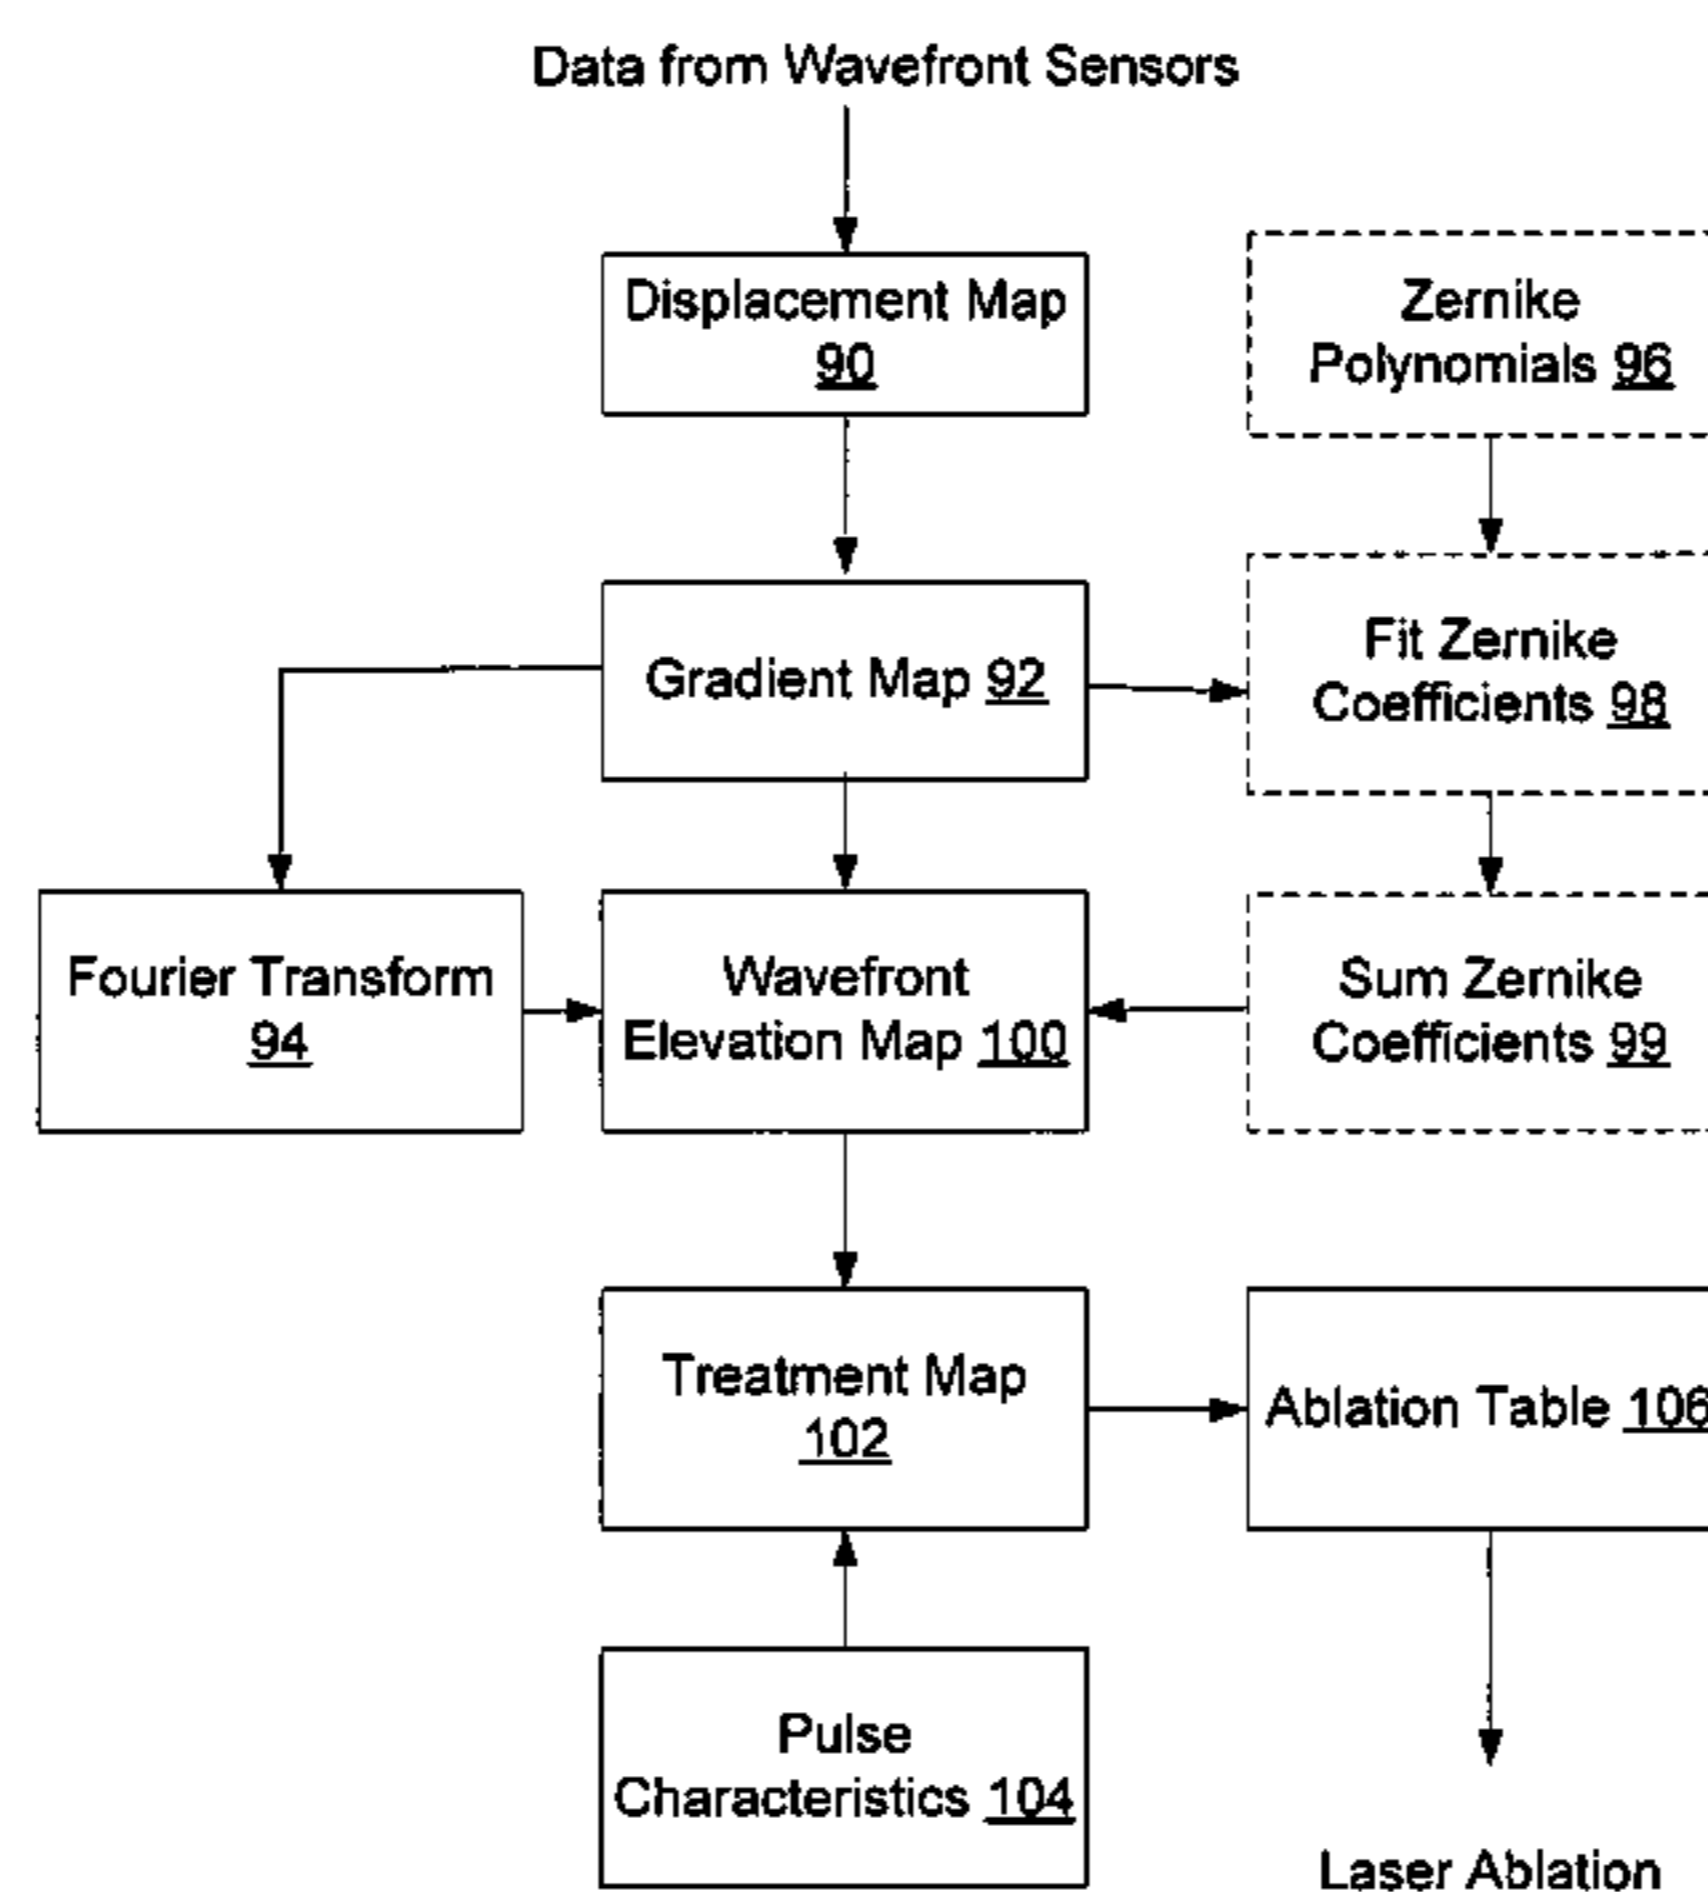 Data from Wavefront Sensors
Displacement Map
90
Zernike
Polynomials 96
Gradient Map 92
Fit Zernike
Coefficients 98
Fourier Transform
94
Wavefront
Elevation Map 100
Sum Zernike
Coefficients 99
Treatment Map
102
Ablation Table 106
Pulse
Characteristics 104
Laser Ablation